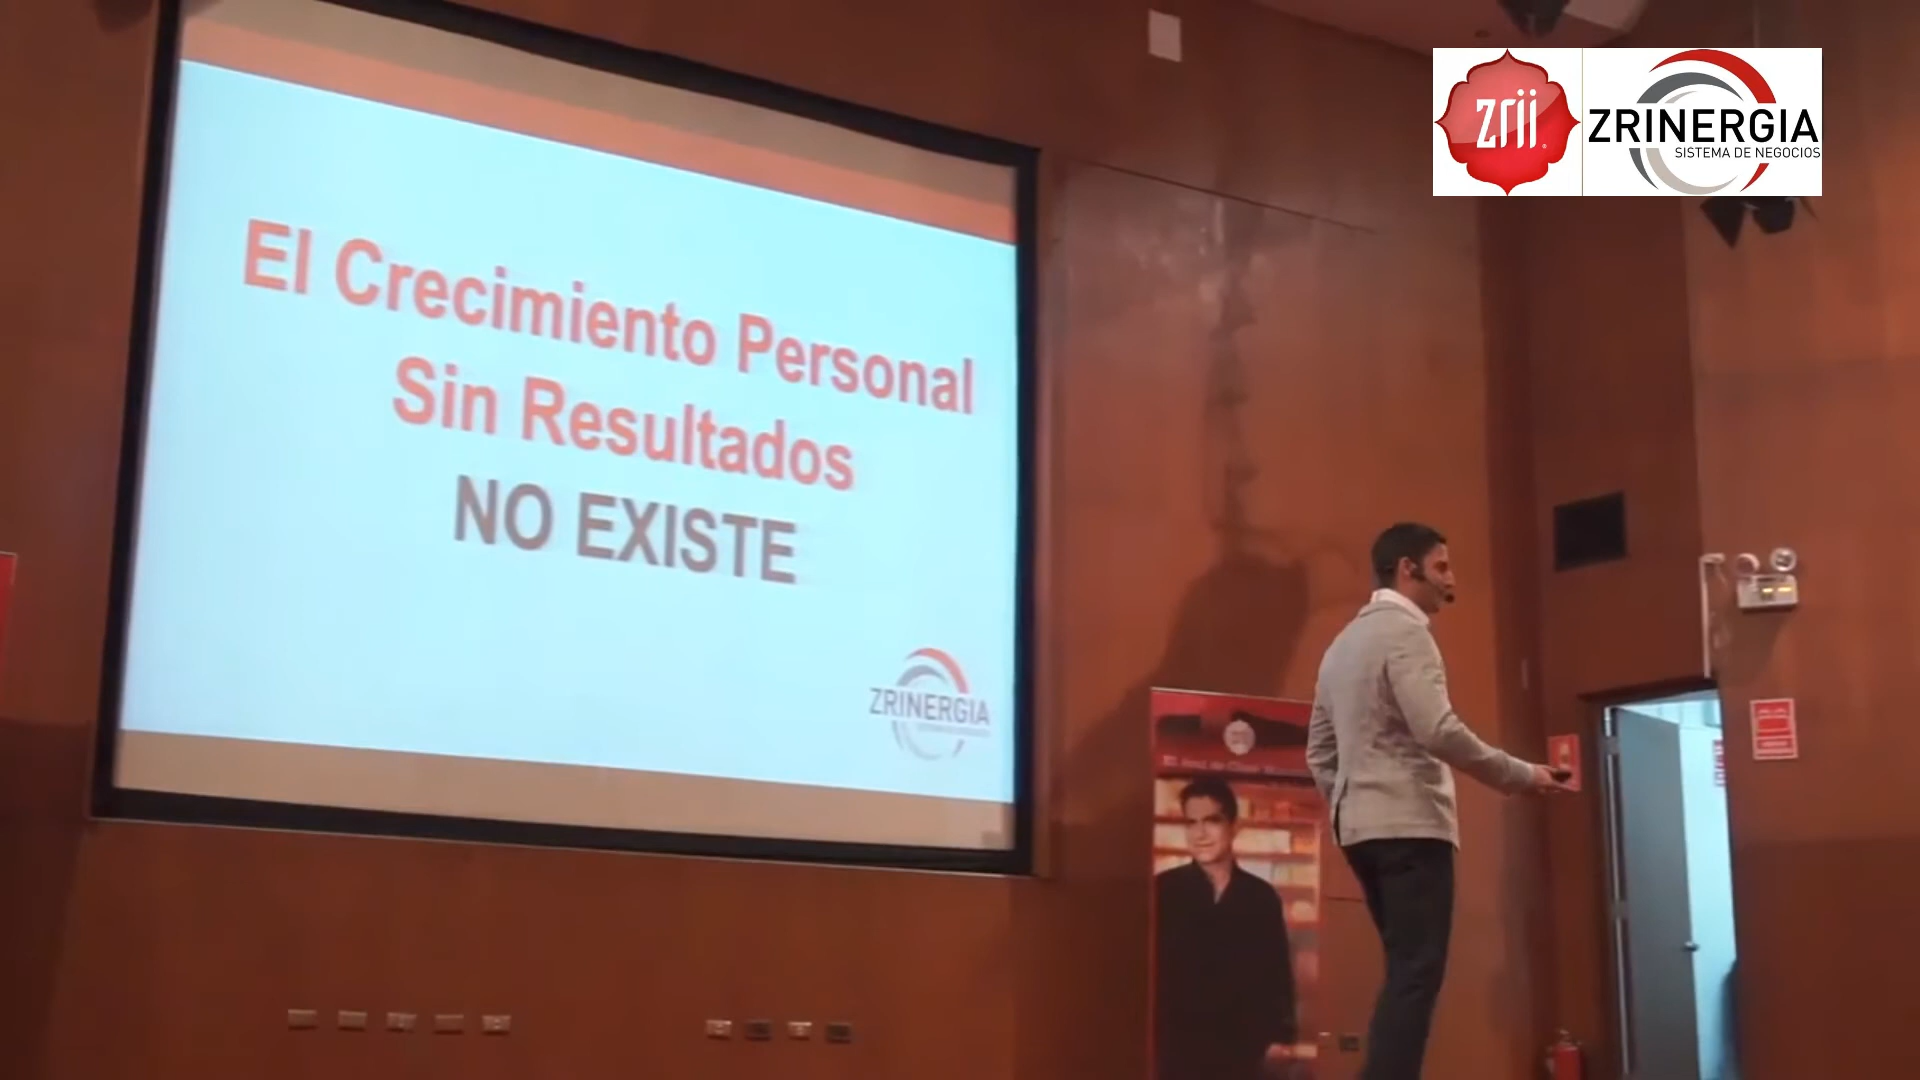 El Crecimiento Personal
Sin Resultados
NO EXISTE
ZRINERGIA
zrii
ZRINERGIA
SISTEMA DE NEGOCIOS